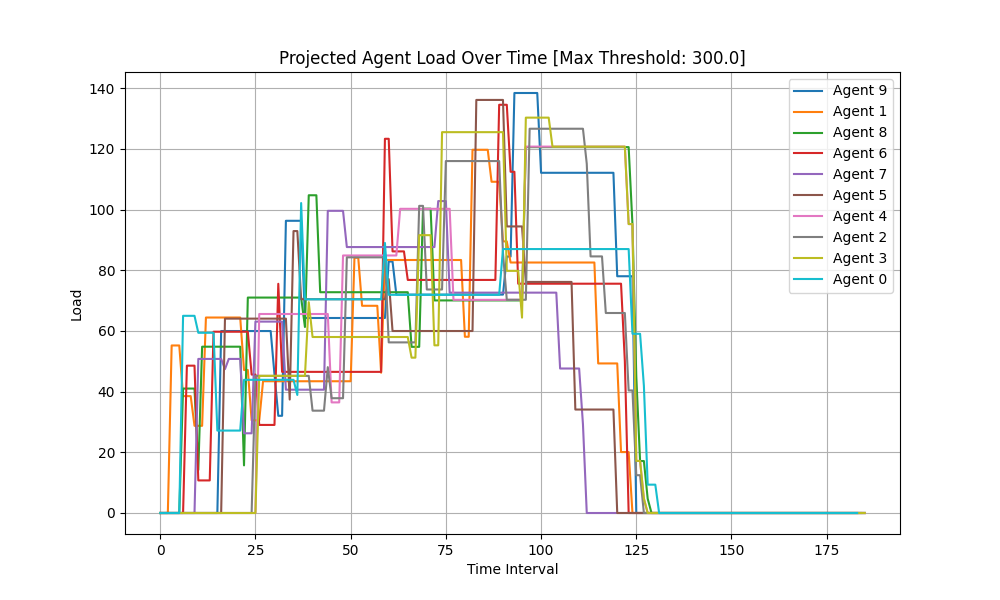 Projected Agent Load Over Time [Max Threshold: 300.0]
Load
140
120
100
80
60
40
20
0
0
25
50
75
100
125
150
175
Time Interval
Agent 9
Agent 1
Agent 8
Agent 6
Agent 7
Agent 5
Agent 4
Agent 2
Agent 3
Agent 0